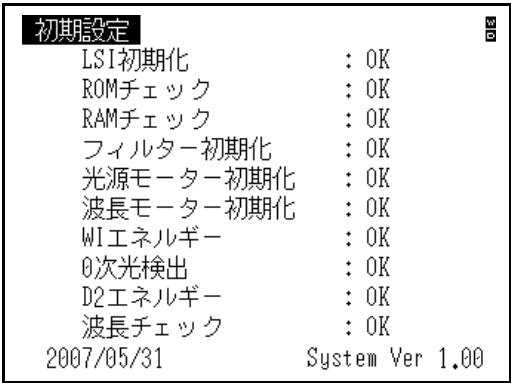 初期設定
W
D
LSI初期化 : OK
ROMチェック : OK
RAMチェック : OK
フィルター初期化 : OK
光源モーター初期化 : OK
波長モーター初期化 : OK
WIエネルギー : OK
0次光検出 : OK
D2エネルギー : OK
波長チェック : OK
2007/05/31 System Ver 1.00